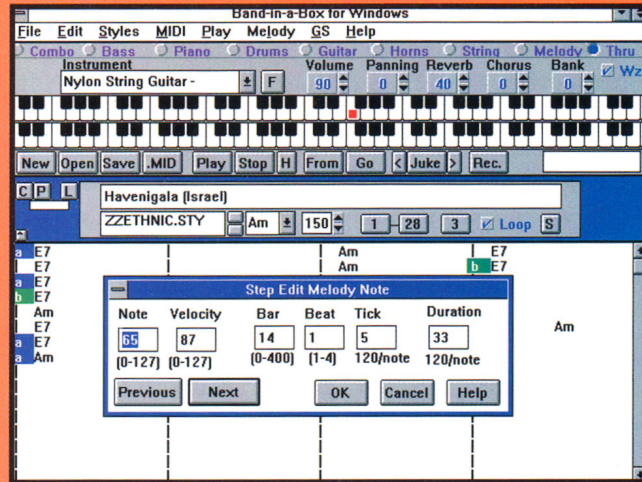 Band-in-a-Box for Windows
File Edit Styles MIDI Play Melody GS Help
Combo Bass Piano Drums Guitar Horns String Melody Thru
Instrument Volume Panning Reverb Chorus Bank
Nylon String Guitar - F 90 0 40 0 0 Wz
New Open Save .MID Play Stop H From Go < Juke > Rec.
C P L Havenigala (Israel)
ZZETHNIC.STY Am 150 1 - 28 3 Loop S
a E7 Am E7
E7 Am b E7
a E7
b E7
Am
E7 Am
a E7
a Am
Step Edit Melody Note
Note Velocity Bar Beat Tick Duration
65 87 14 1 5 33
(0-127) (0-127) (0-400) (1-4) 120/note 120/note
Previous Next OK Cancel Help